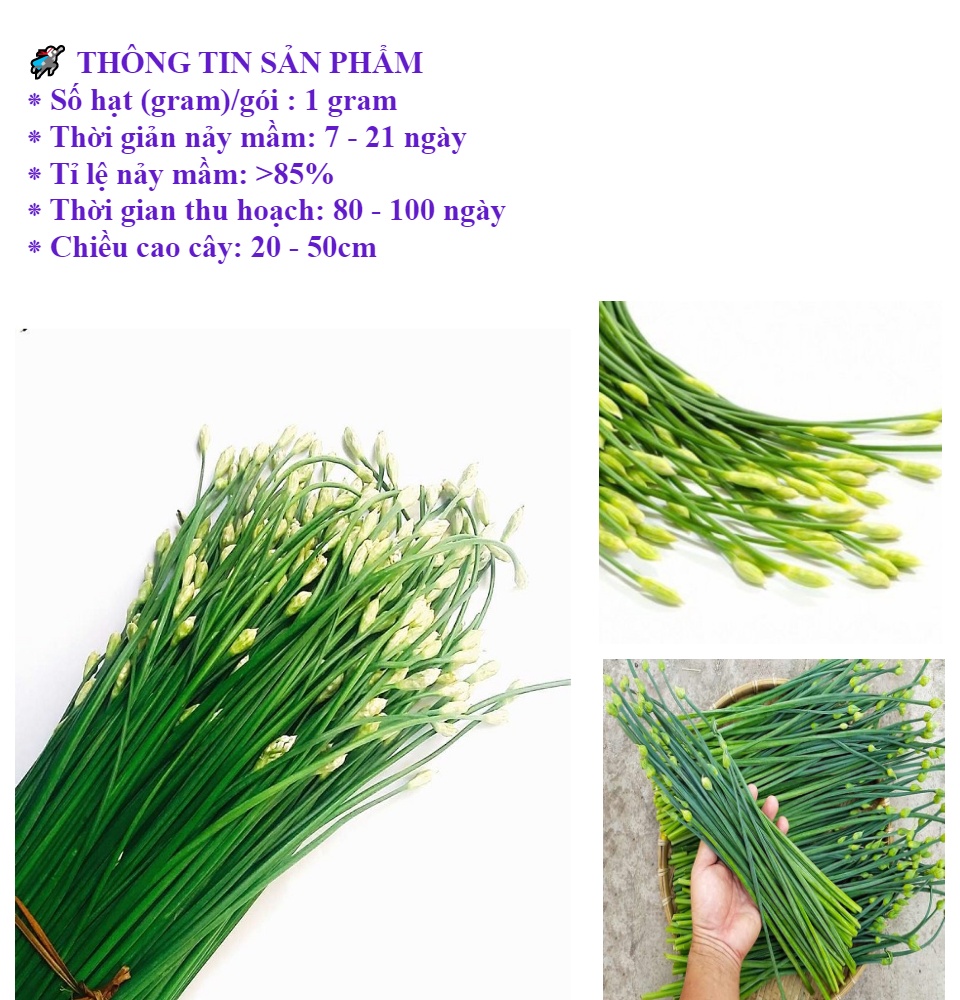 THÔNG TIN SẢN PHẨM
* Số hạt (gram)/gói : 1 gram
* Thời giản nảy mầm: 7 - 21 ngày
* Tỉ lệ nảy mầm: >85%
* Thời gian thu hoạch: 80 - 100 ngày
* Chiều cao cây: 20 - 50cm